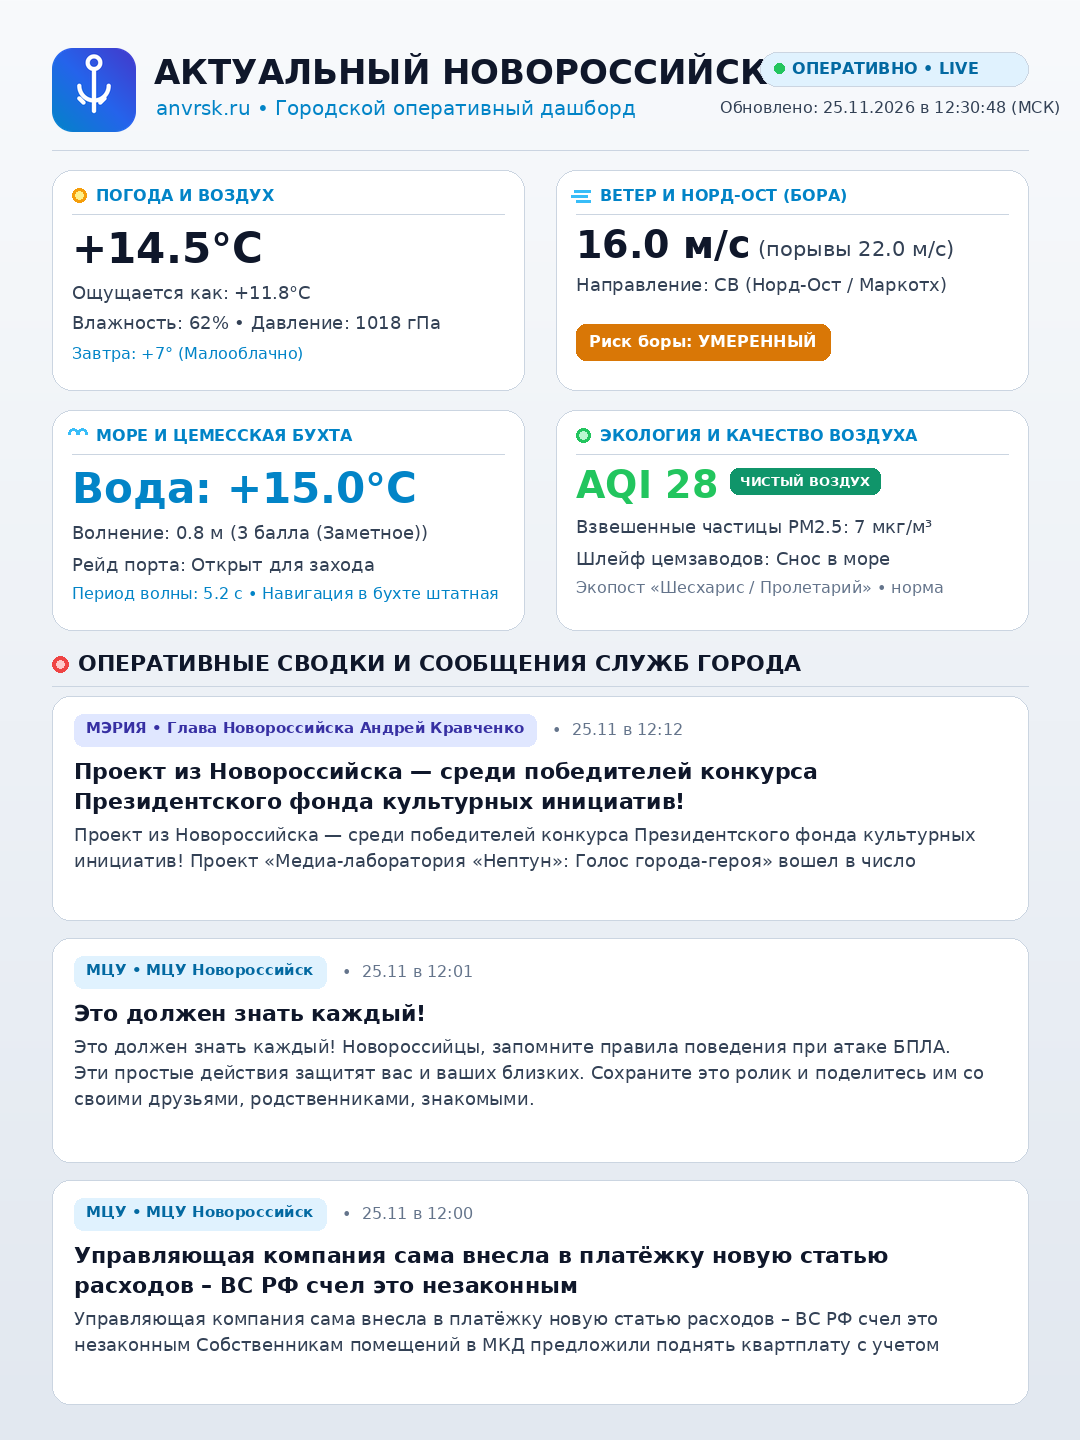 АКТУАЛЬНЫЙ НОВОРОССИЙСК
ОПЕРАТИВНО • LIVE
anvrsk.ru • Городской оперативный дашборд
Обновлено: 25.11.2026 в 12:30:48 (МСК)
ПОГОДА И ВОЗДУХ
+14.5°C
Ощущается как: +11.8°C
Влажность: 62% • Давление: 1018 гПа
Завтра: +7° (Малооблачно)
ВЕТЕР И НОРД-ОСТ (БОРА)
16.0 м/с (порывы 22.0 м/с)
Направление: СВ (Норд-Ост / Маркотх)
Риск боры: УМЕРЕННЫЙ
МОРЕ И ЦЕМЕССКАЯ БУХТА
Вода: +15.0°C
Волнение: 0.8 м (3 балла (Заметное))
Рейд порта: Открыт для захода
Период волны: 5.2 с • Навигация в бухте штатная
ЭКОЛОГИЯ И КАЧЕСТВО ВОЗДУХА
AQI 28 ЧИСТЫЙ ВОЗДУХ
Взвешенные частицы PM2.5: 7 мкг/м³
Шлейф цемзаводов: Снос в море
Экопост «Шесхарис / Пролетарий» • норма
ОПЕРАТИВНЫЕ СВОДКИ И СООБЩЕНИЯ СЛУЖБ ГОРОДА
МЭРИЯ • Глава Новороссийска Андрей Кравченко • 25.11 в 12:12
Проект из Новороссийска — среди победителей конкурса
Президентского фонда культурных инициатив!
Проект из Новороссийска — среди победителей конкурса Президентского фонда культурных
инициатив! Проект «Медиа-лаборатория «Нептун»: Голос города-героя» вошел в число
МЦУ • МЦУ Новороссийск • 25.11 в 12:01
Это должен знать каждый!
Это должен знать каждый! Новороссийцы, запомните правила поведения при атаке БПЛА.
Эти простые действия защитят вас и ваших близких. Сохраните это ролик и поделитесь им со
своими друзьями, родственниками, знакомыми.
МЦУ • МЦУ Новороссийск • 25.11 в 12:00
Управляющая компания сама внесла в платёжку новую статью
расходов – ВС РФ счел это незаконным
Управляющая компания сама внесла в платёжку новую статью расходов – ВС РФ счел это
незаконным Собственникам помещений в МКД предложили поднять квартплату с учетом